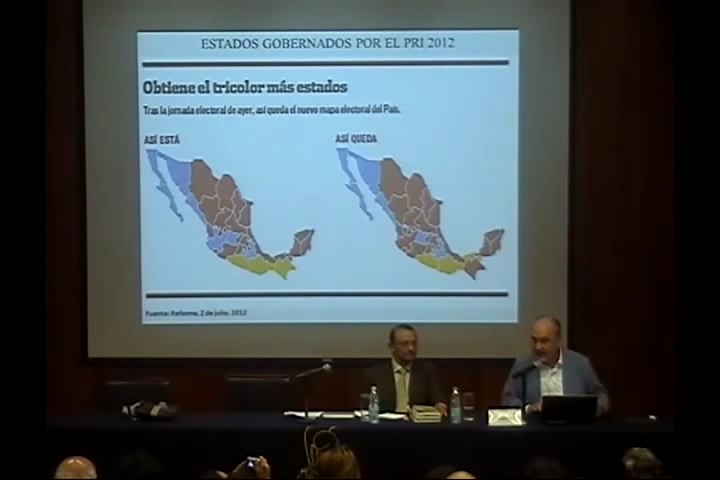 ESTADOS GOBERNADOS POR EL PRI 2012
Obtiene el tricolor más estados
Tras la jornada electoral de ayer, así queda el nuevo mapa electoral del País.
ASÍ ESTÁ
ASÍ QUEDA
Fuente: Reforma, 2 de julio, 2012